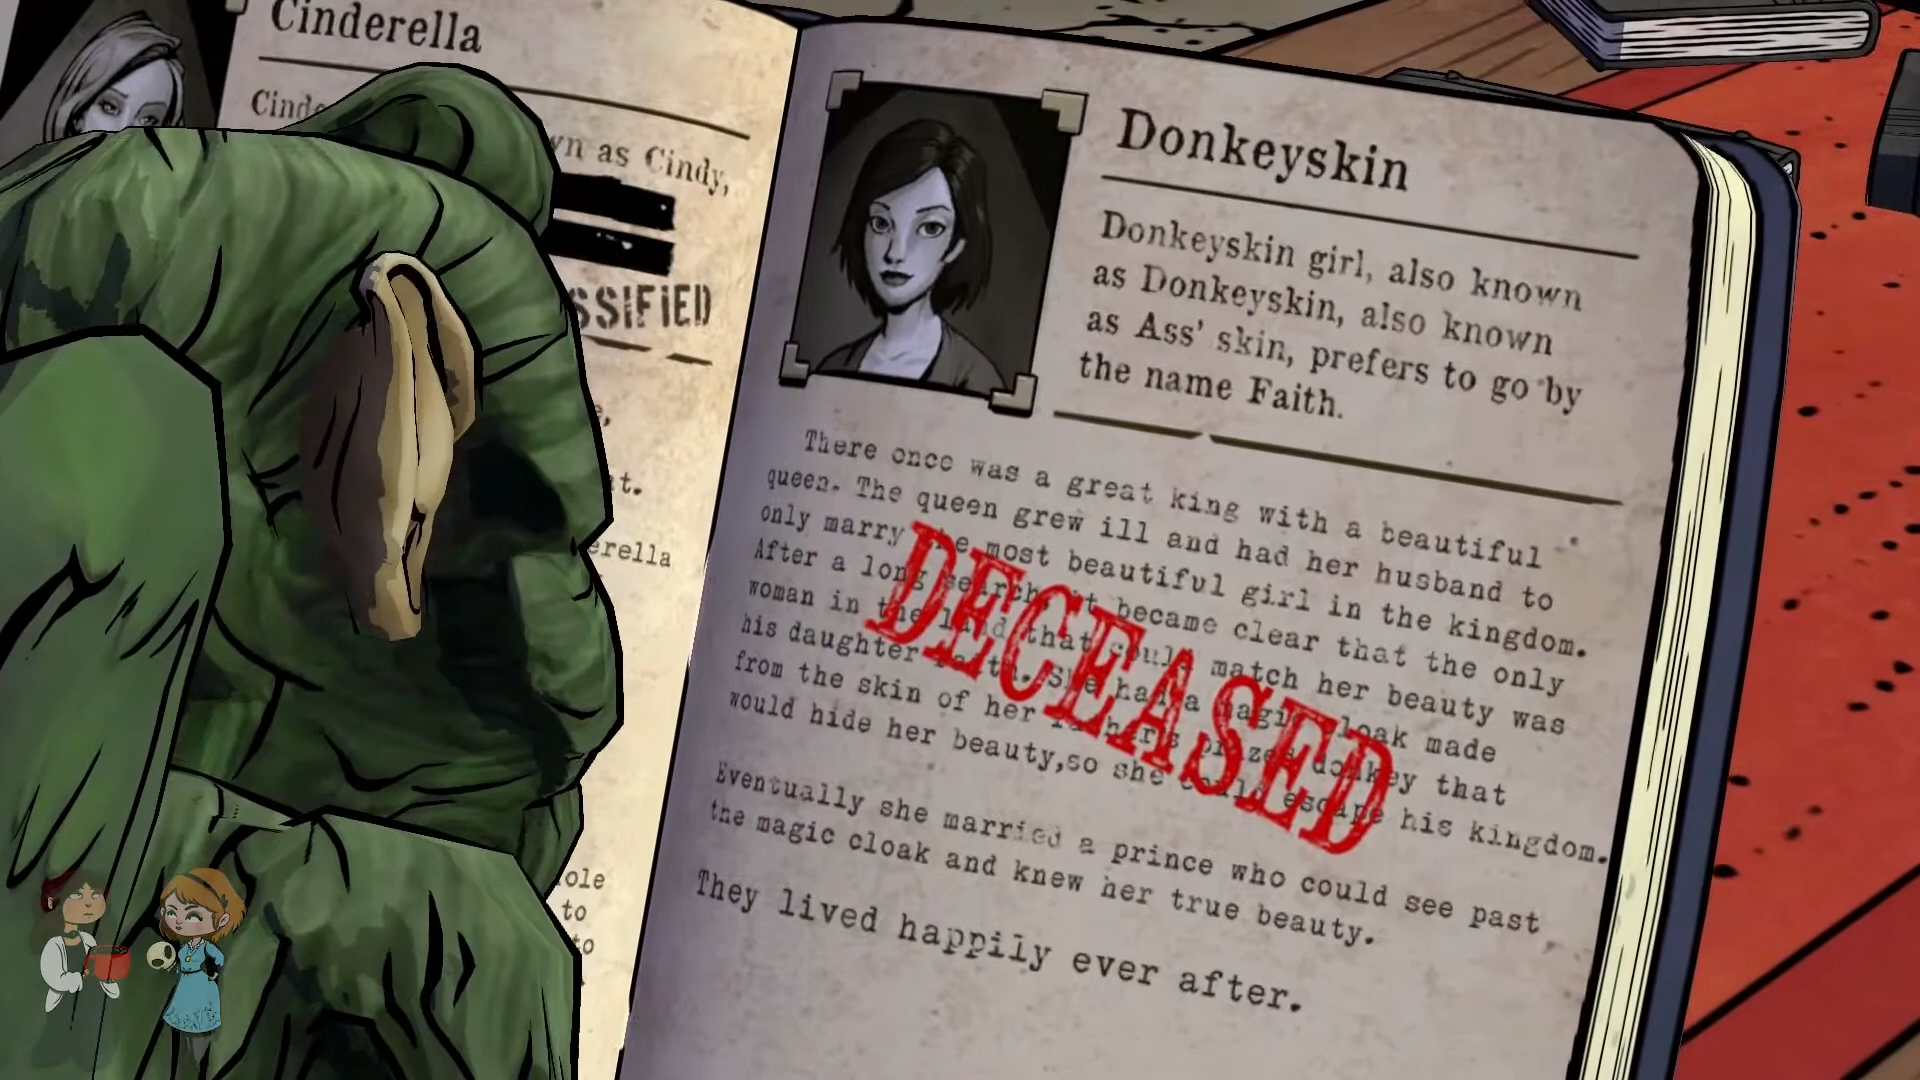 Cinderella
wn as Cindy,
SSIFIED
erella
ole
to
to
Donkeyskin
Donkeyskin girl, also known
as Donkeyskin, also known
as Ass' skin, prefers to go by
the name Faith.
There once was a great king with a beautiful
queen. The queen grew ill and had her husband to
only marry the most beautiful girl in the kingdom.
After a long search, it became clear that the only
woman in the land that could match her beauty was
his daughter Faith. She had a magic cloak made
from the skin of her father's prized donkey that
would hide her beauty,so she could escape his kingdom.
DECEASED
Eventually she married a prince who could see past
the magic cloak and knew her true beauty.
They lived happily ever after.